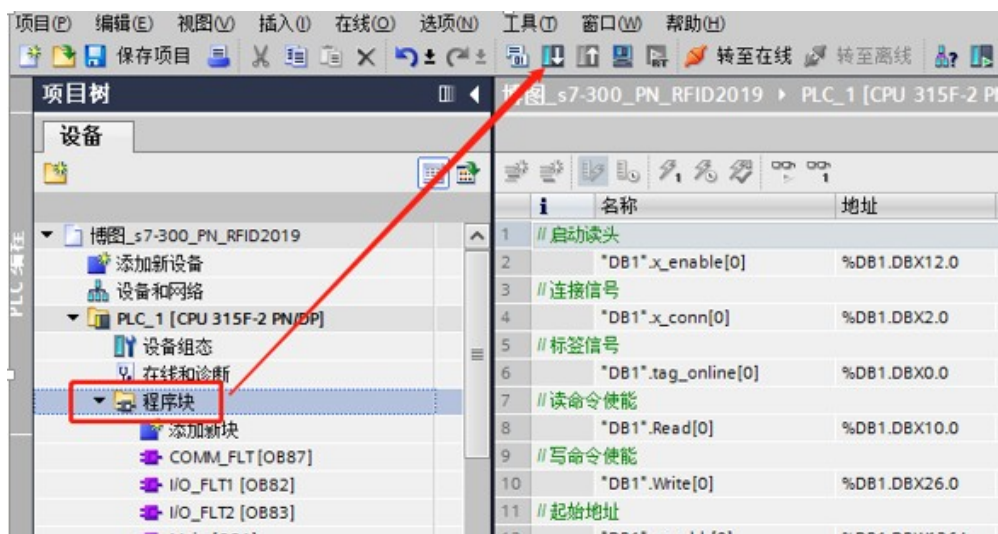 项目(P) 编辑(E) 视图(V) 插入(I) 在线(O) 选项(N) 工具(T) 窗口(W) 帮助(H)
保存项目 转至在线 转至离线
项目树
_s7-300_PN_RFID2019 ▸ PLC_1 [CPU 315F-2 P
设备
PLC 编程
i 名称 地址
博图_s7-300_PN_RFID2019
添加新设备
设备和网络
PLC_1 [CPU 315F-2 PN/DP]
设备组态
在线和诊断
程序块
添加新块
COMM_FLT [OB87]
I/O_FLT1 [OB82]
I/O_FLT2 [OB83]
1 //启动读头
2 "DB1".x_enable[0] %DB1.DBX12.0
3 //连接信号
4 "DB1".x_conn[0] %DB1.DBX2.0
5 //标签信号
6 "DB1".tag_online[0] %DB1.DBX0.0
7 //读命令使能
8 "DB1".Read[0] %DB1.DBX10.0
9 //写命令使能
10 "DB1".Write[0] %DB1.DBX26.0
11 //起始地址